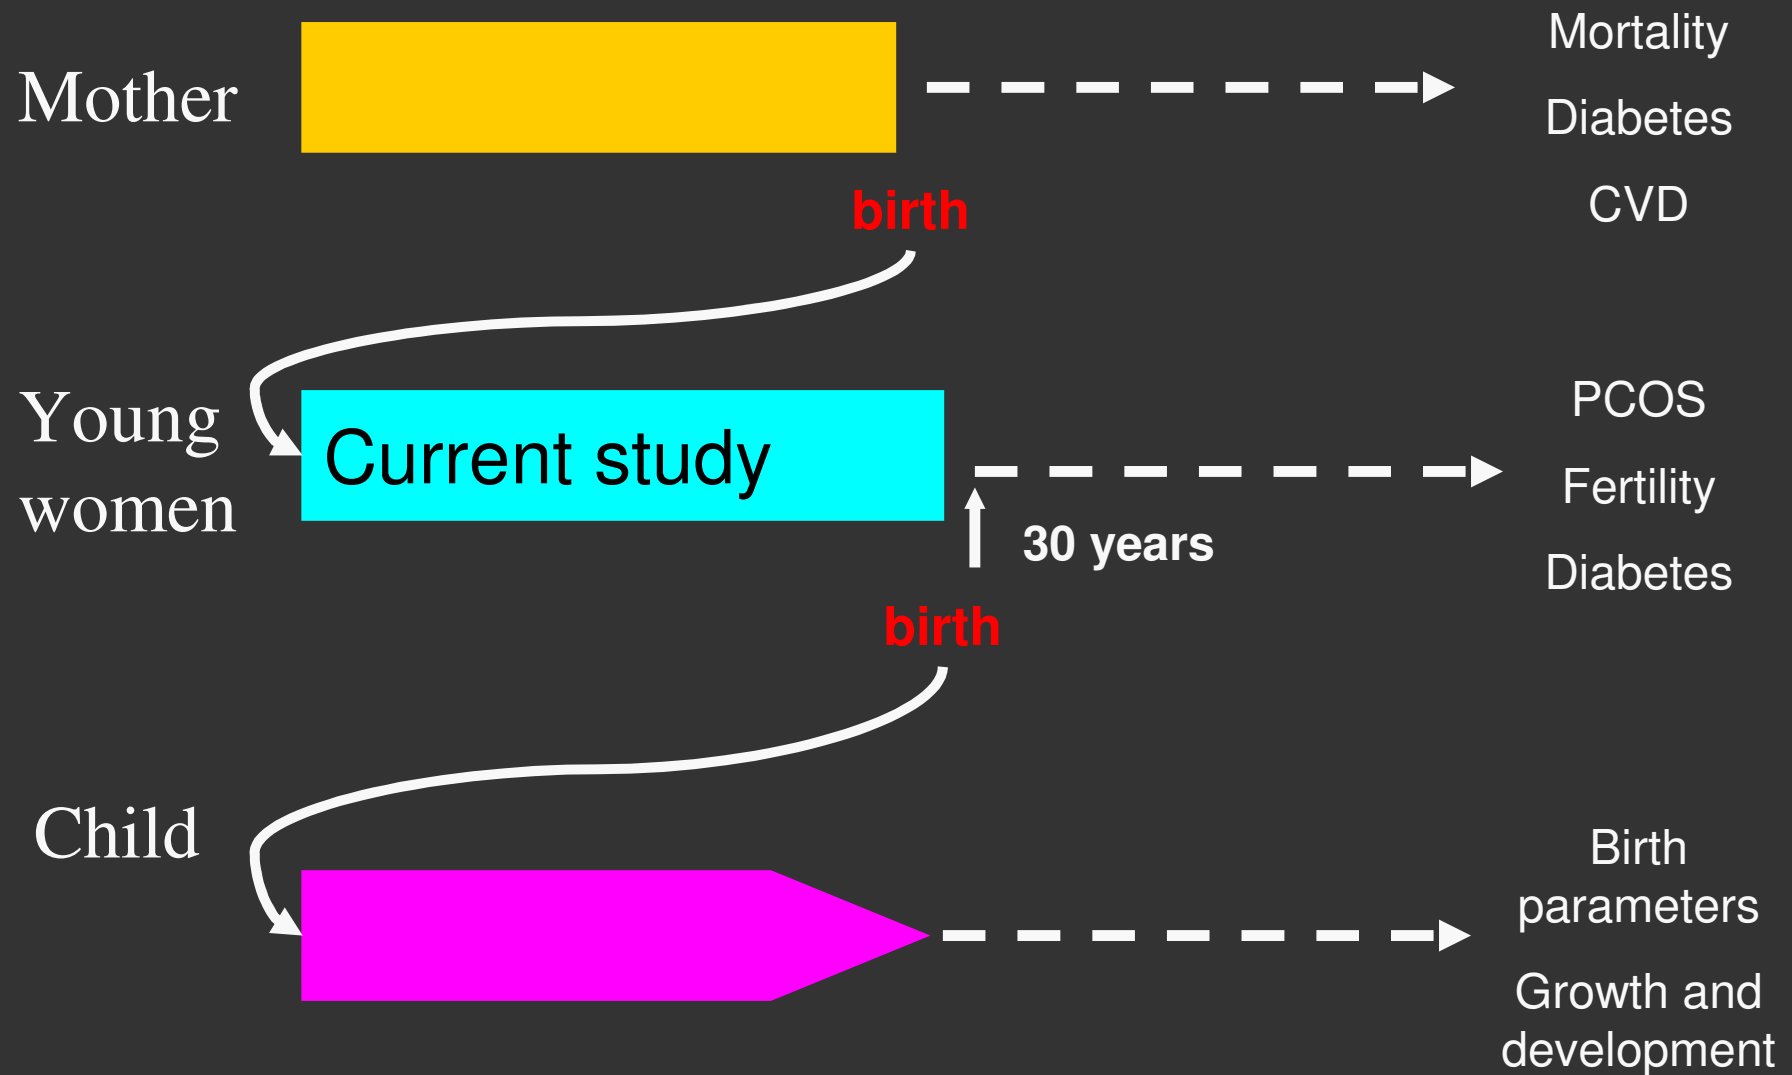 Mother
Mortality
Diabetes
CVD
birth
Young
women
Current study
PCOS
Fertility
Diabetes
30 years
birth
Child
Birth
parameters
Growth and
development